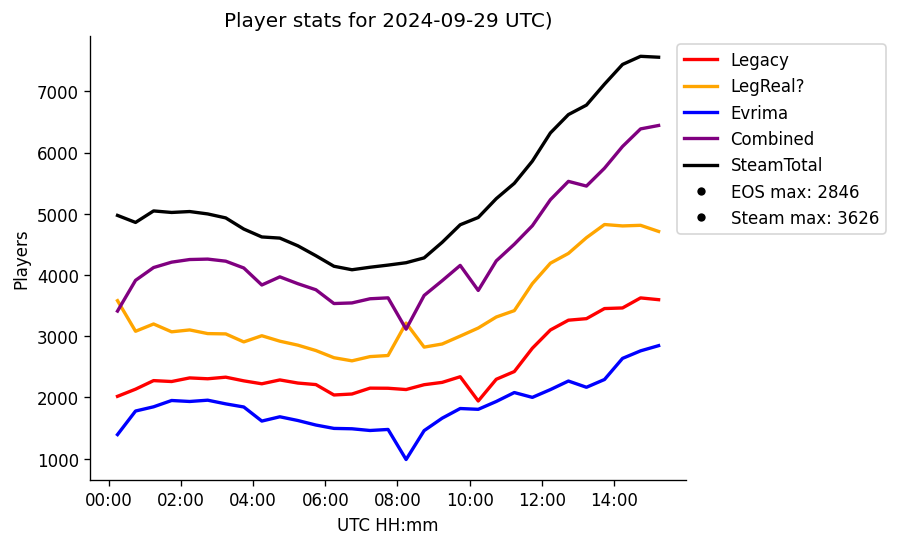 Player stats for 2024-09-29 UTC)
Legacy
LegReal?
Evrima
Combined
SteamTotal
EOS max: 2846
Steam max: 3626
7000
6000
5000
4000
3000
2000
1000
Players
00:00 02:00 04:00 06:00 08:00 10:00 12:00 14:00
UTC HH:mm